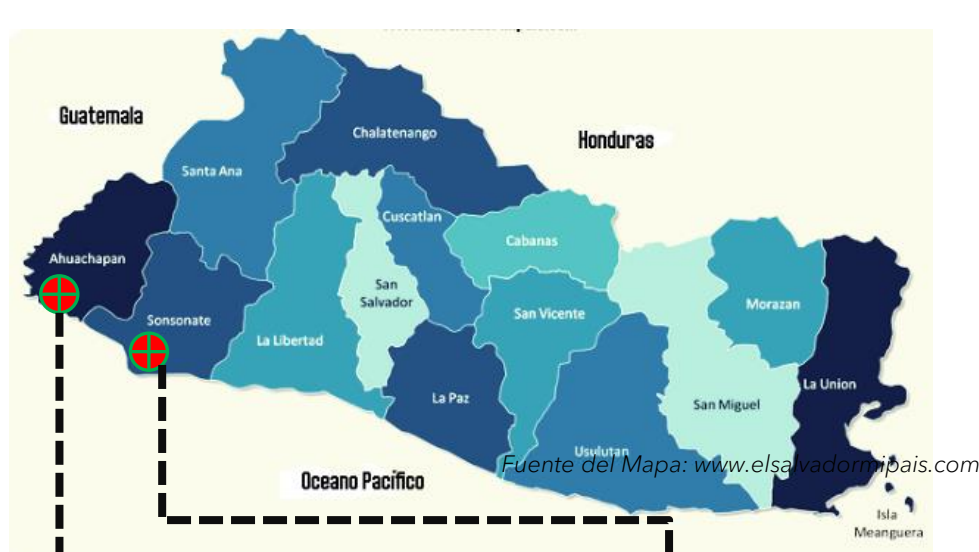 Guatemala
Chalatenango
Honduras
Santa Ana
Cuscatlan
Cabanas
Ahuachapan
San
Salvador
Morazan
San Vicente
Sonsonate
La Libertad
La Union
La Paz
San Miguel
Usulutan
Fuente del Mapa: www.elsalvadormipais.com
Oceano Pacífico
Isla
Meanguera